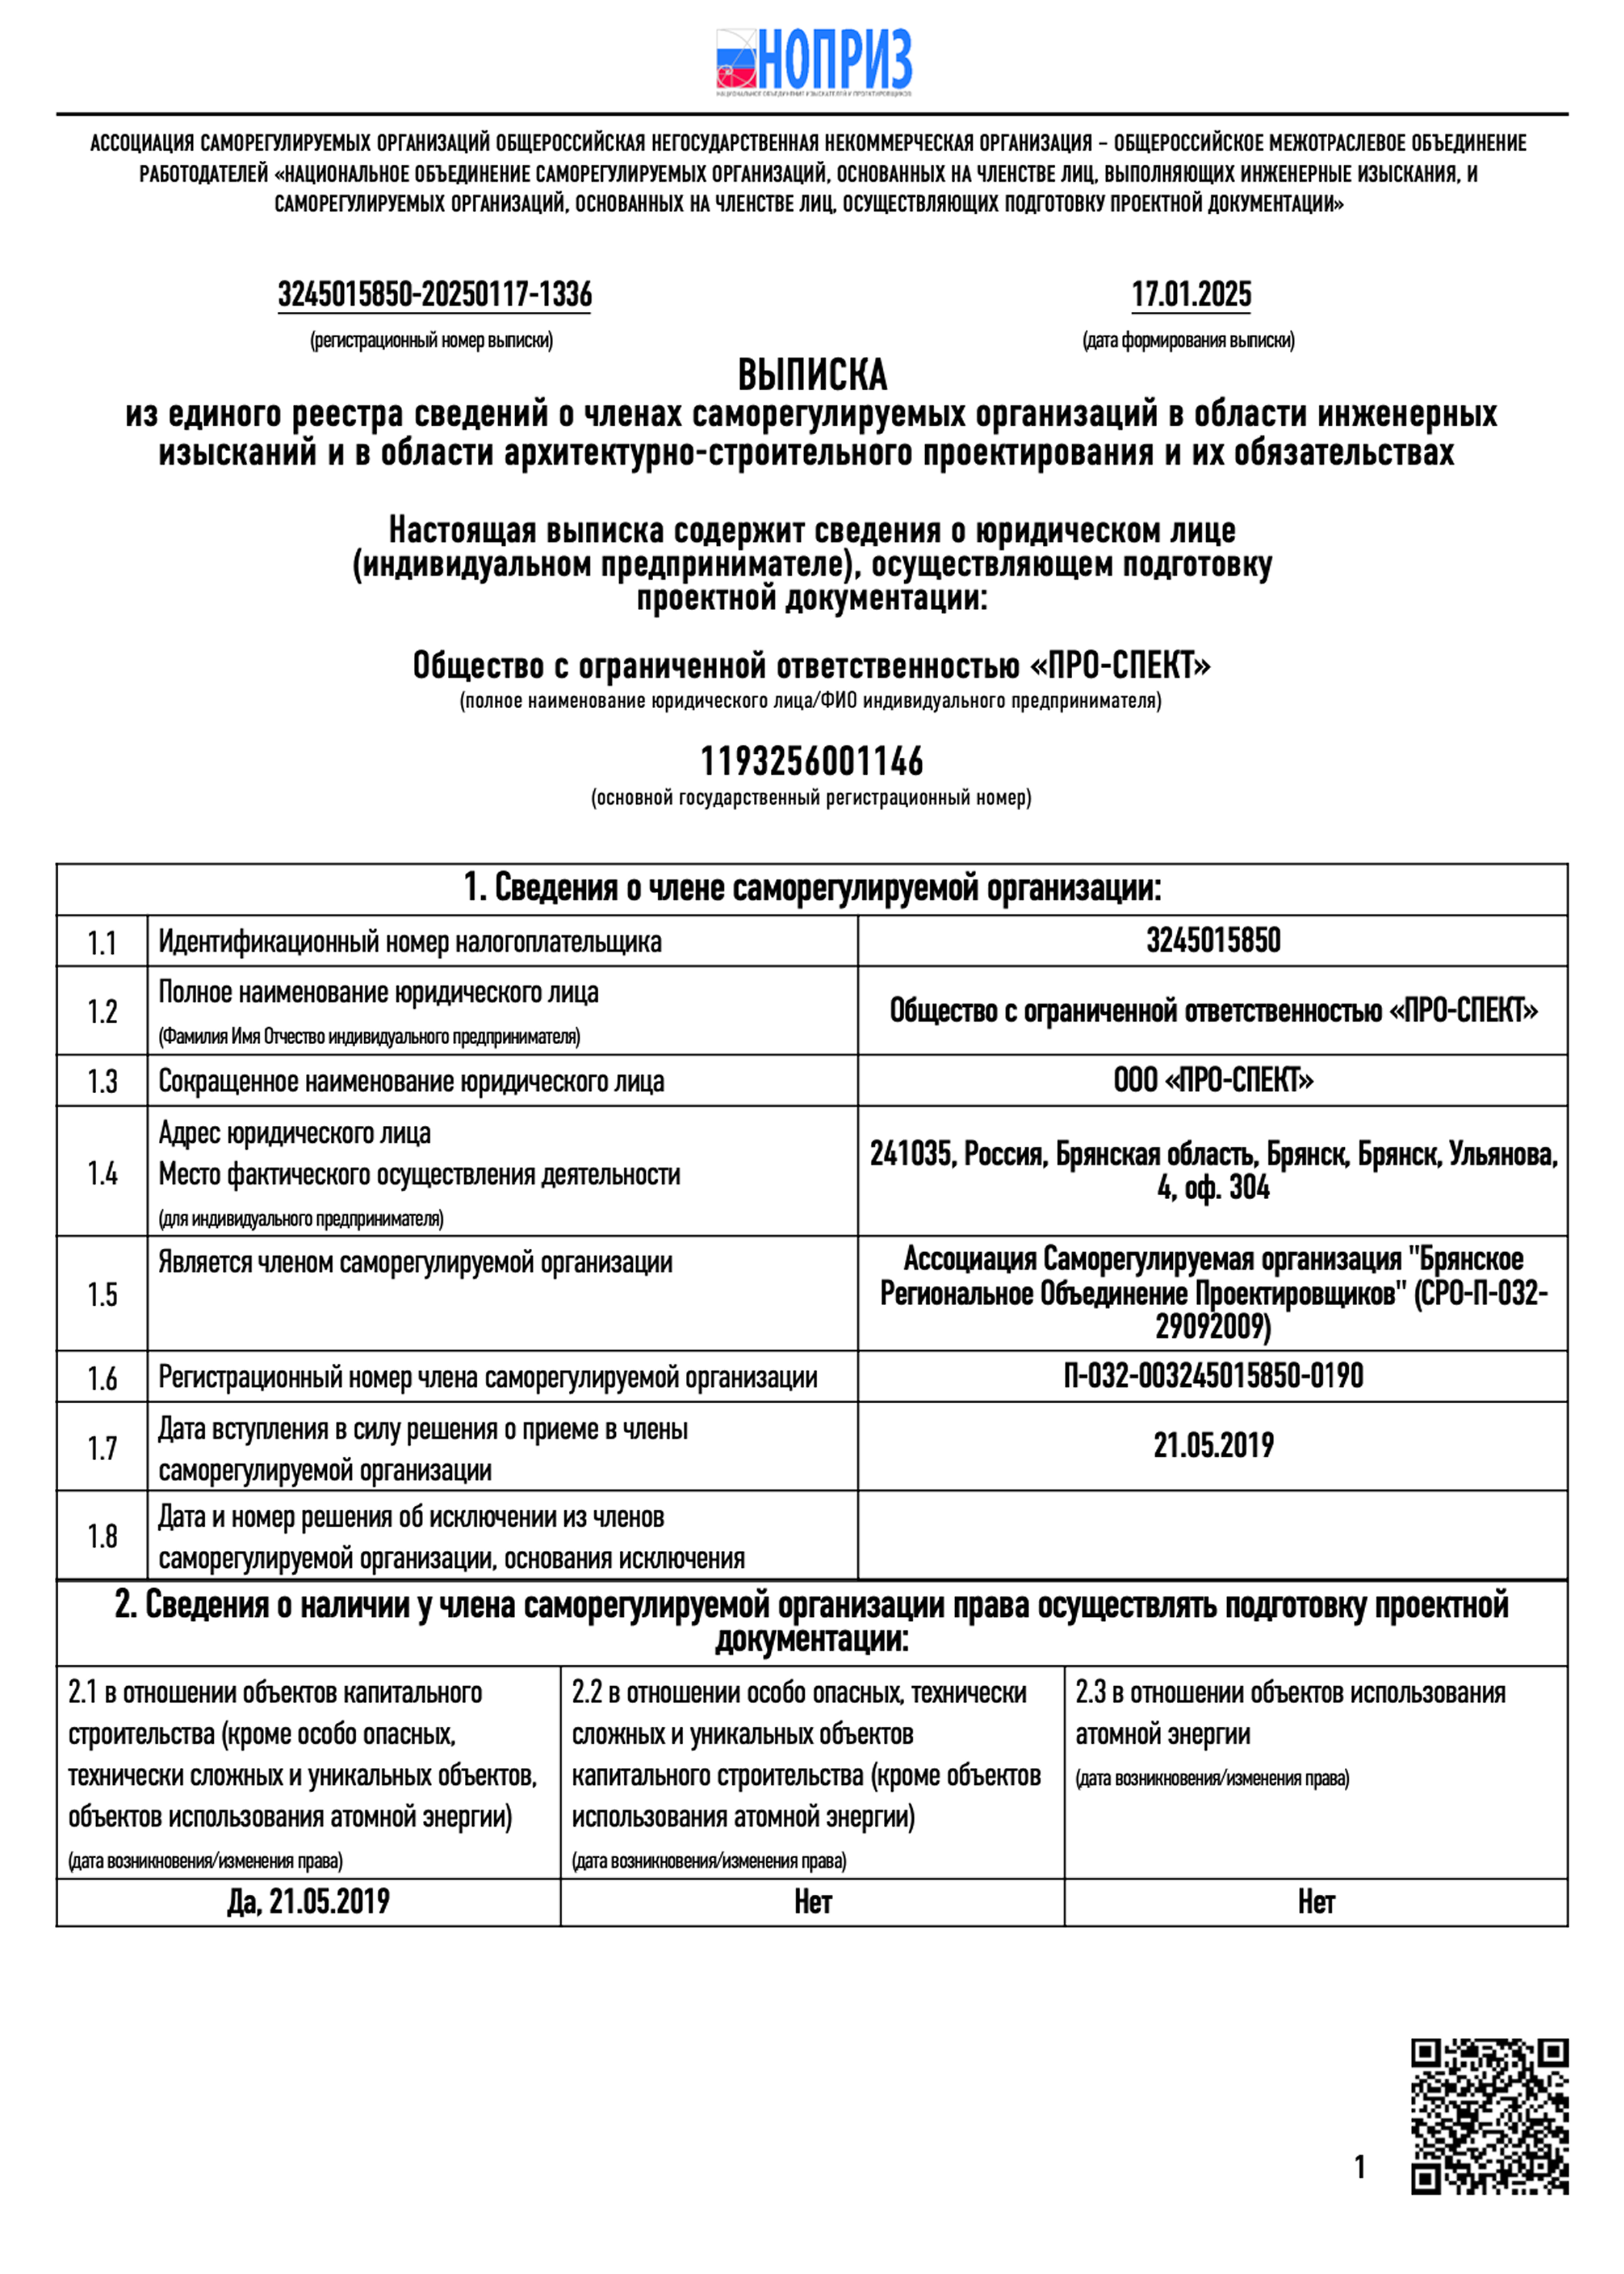 НОПРИЗ
НАЦИОНАЛЬНОЕ ОБЪЕДИНЕНИЕ ИЗЫСКАТЕЛЕЙ И ПРОЕКТИРОВЩИКОВ
АССОЦИАЦИЯ САМОРЕГУЛИРУЕМЫХ ОРГАНИЗАЦИЙ ОБЩЕРОССИЙСКАЯ НЕГОСУДАРСТВЕННАЯ НЕКОММЕРЧЕСКАЯ ОРГАНИЗАЦИЯ – ОБЩЕРОССИЙСКОЕ МЕЖОТРАСЛЕВОЕ ОБЪЕДИНЕНИЕ
РАБОТОДАТЕЛЕЙ «НАЦИОНАЛЬНОЕ ОБЪЕДИНЕНИЕ САМОРЕГУЛИРУЕМЫХ ОРГАНИЗАЦИЙ, ОСНОВАННЫХ НА ЧЛЕНСТВЕ ЛИЦ, ВЫПОЛНЯЮЩИХ ИНЖЕНЕРНЫЕ ИЗЫСКАНИЯ, И
САМОРЕГУЛИРУЕМЫХ ОРГАНИЗАЦИЙ, ОСНОВАННЫХ НА ЧЛЕНСТВЕ ЛИЦ, ОСУЩЕСТВЛЯЮЩИХ ПОДГОТОВКУ ПРОЕКТНОЙ ДОКУМЕНТАЦИИ»
3245015850-20250117-1336
(регистрационный номер выписки)
17.01.2025
(дата формирования выписки)
ВЫПИСКА
из единого реестра сведений о членах саморегулируемых организаций в области инженерных
изысканий и в области архитектурно-строительного проектирования и их обязательствах
Настоящая выписка содержит сведения о юридическом лице
(индивидуальном предпринимателе), осуществляющем подготовку
проектной документации:
Общество с ограниченной ответственностью «ПРО-СПЕКТ»
(полное наименование юридического лица/ФИО индивидуального предпринимателя)
1193256001146
(основной государственный регистрационный номер)
1. Сведения о члене саморегулируемой организации:
1.1
Идентификационный номер налогоплательщика
3245015850
1.2
Полное наименование юридического лица
(Фамилия Имя Отчество индивидуального предпринимателя)
Общество с ограниченной ответственностью «ПРО-СПЕКТ»
1.3
Сокращенное наименование юридического лица
ООО «ПРО-СПЕКТ»
1.4
Адрес юридического лица
Место фактического осуществления деятельности
(для индивидуального предпринимателя)
241035, Россия, Брянская область, Брянск, Брянск, Ульянова,
4, оф. 304
1.5
Является членом саморегулируемой организации
Ассоциация Саморегулируемая организация "Брянское
Региональное Объединение Проектировщиков" (СРО-П-032-
29092009)
1.6
Регистрационный номер члена саморегулируемой организации
П-032-003245015850-0190
1.7
Дата вступления в силу решения о приеме в члены
саморегулируемой организации
21.05.2019
1.8
Дата и номер решения об исключении из членов
саморегулируемой организации, основания исключения
2. Сведения о наличии у члена саморегулируемой организации права осуществлять подготовку проектной
документации:
2.1 в отношении объектов капитального
строительства (кроме особо опасных,
технически сложных и уникальных объектов,
объектов использования атомной энергии)
(дата возникновения/изменения права)
2.2 в отношении особо опасных, технически
сложных и уникальных объектов
капитального строительства (кроме объектов
использования атомной энергии)
(дата возникновения/изменения права)
2.3 в отношении объектов использования
атомной энергии
(дата возникновения/изменения права)
Да, 21.05.2019
Нет
Нет
1